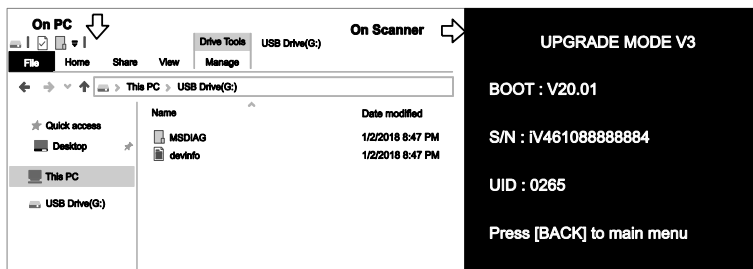 On PC
On Scanner
Drive Tools
USB Drive(G:)
File Home Share View Manage
This PC > USB Drive(G:)
Name Date modified
Quick access
Desktop
This PC
USB Drive(G:)
MSDIAG 1/2/2018 8:47 PM
devinfo 1/2/2018 8:47 PM
UPGRADE MODE V3
BOOT : V20.01
S/N : iV461088888884
UID : 0265
Press [BACK] to main menu